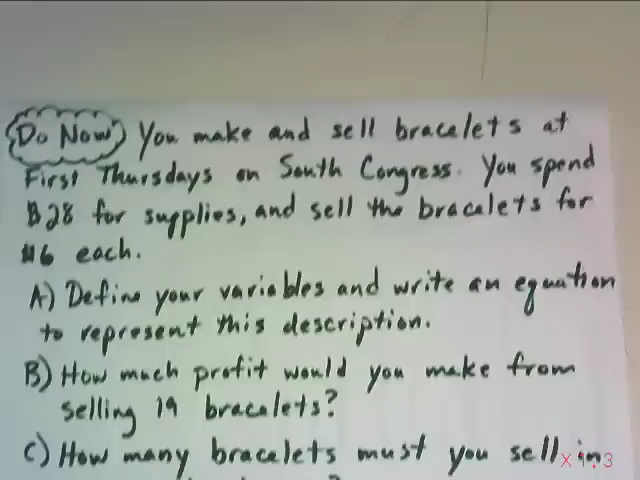 Do Now You make and sell bracelets at
First Thursdays on South Congress. You spend
$28 for supplies, and sell the bracelets for
$6 each.
A) Define your variables and write an equation
to represent this description.
B) How much profit would you make from
selling 19 bracelets?
C) How many bracelets must you sell in